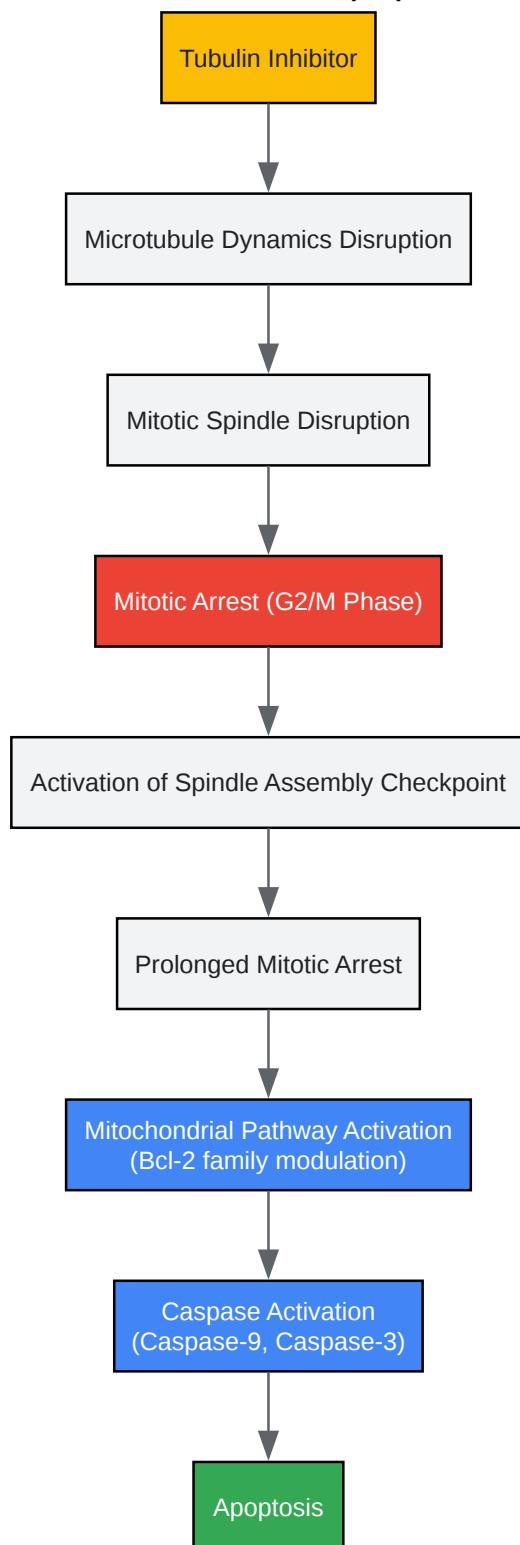 Tubulin Inhibitor
Microtubule Dynamics Disruption
Mitotic Spindle Disruption
Mitotic Arrest (G2/M Phase)
Activation of Spindle Assembly Checkpoint
Prolonged Mitotic Arrest
Mitochondrial Pathway Activation
(Bcl-2 family modulation)
Caspase Activation
(Caspase-9, Caspase-3)
Apoptosis